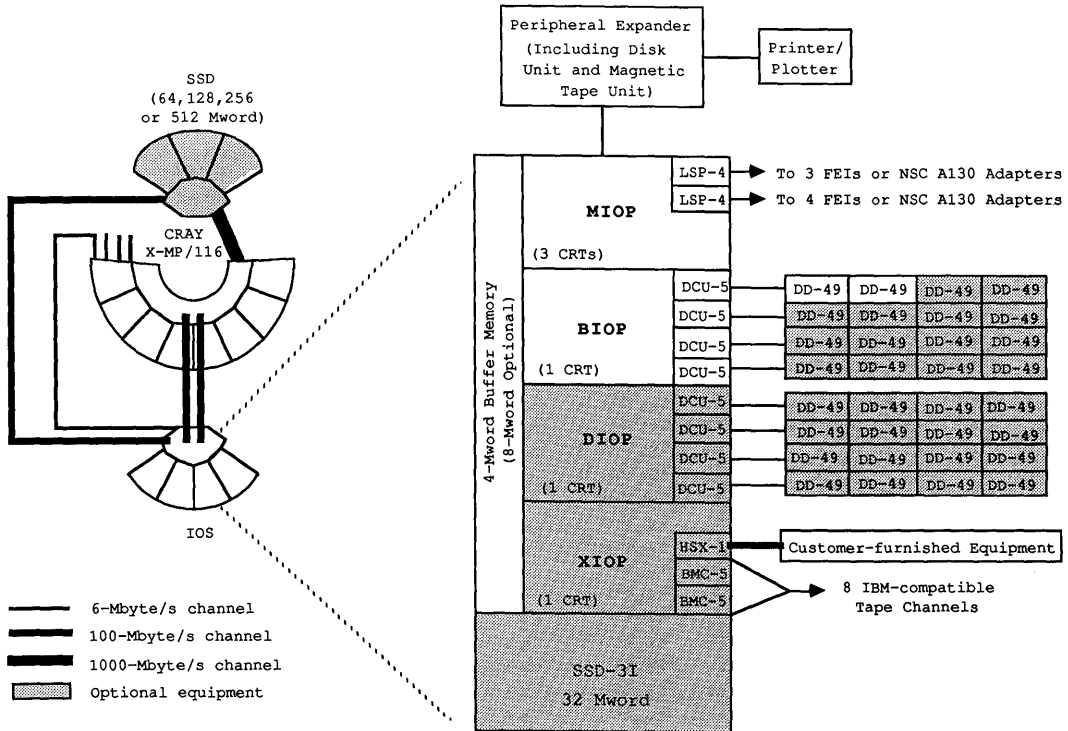 SSD
(64,128,256
or 512 Mword)
CRAY
X-MP/116
IOS
6-Mbyte/s channel
100-Mbyte/s channel
1000-Mbyte/s channel
Optional equipment
Peripheral Expander
(Including Disk
Unit and Magnetic
Tape Unit)
Printer/
Plotter
4-Mword Buffer Memory
(8-Mword Optional)
MIOP
(3 CRTs)
LSP-4
To 3 FEIs or NSC A130 Adapters
LSP-4
To 4 FEIs or NSC A130 Adapters
BIOP
(1 CRT)
DCU-5 DD-49 DD-49 DD-49 DD-49
DCU-5 DD-49 DD-49 DD-49 DD-49
DCU-5 DD-49 DD-49 DD-49 DD-49
DCU-5 DD-49 DD-49 DD-49 DD-49
DIOP
(1 CRT)
DCU-5 DD-49 DD-49 DD-49 DD-49
DCU-5 DD-49 DD-49 DD-49 DD-49
DCU-5 DD-49 DD-49 DD-49 DD-49
DCU-5 DD-49 DD-49 DD-49 DD-49
XIOP
(1 CRT)
HSX-1 Customer-furnished Equipment
BMC-5
BMC-5
8 IBM-compatible
Tape Channels
SSD-3I
32 Mword